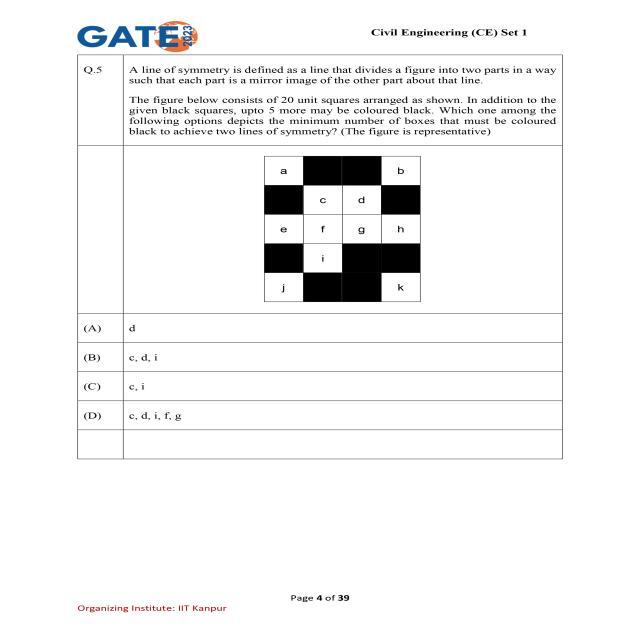 GATE 2023
Civil Engineering (CE) Set 1
Q.5
A line of symmetry is defined as a line that divides a figure into two parts in a way
such that each part is a mirror image of the other part about that line.
The figure below consists of 20 unit squares arranged as shown. In addition to the
given black squares, upto 5 more may be coloured black. Which one among the
following options depicts the minimum number of boxes that must be coloured
black to achieve two lines of symmetry? (The figure is representative)
a b
c d
e f g h
i
j k
(A) d
(B) c, d, i
(C) c, i
(D) c, d, i, f, g
Page 4 of 39
Organizing Institute: IIT Kanpur